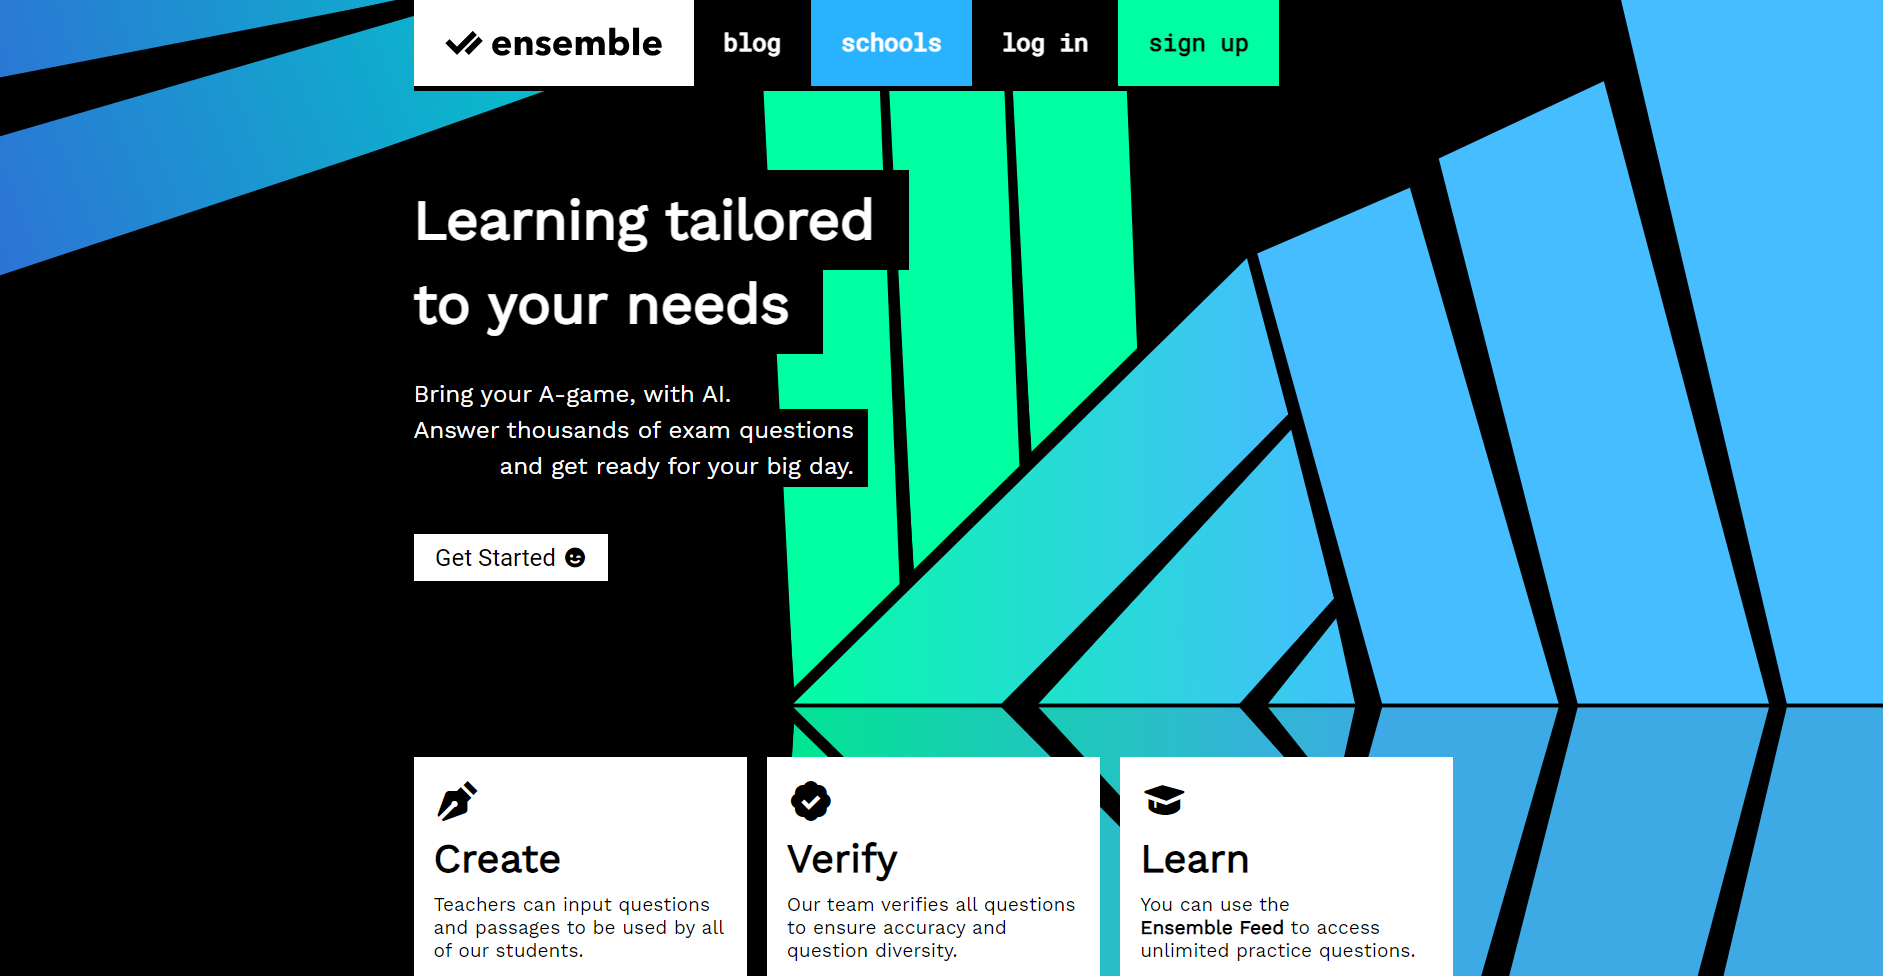 ensemble
blog
schools
log in
sign up
Learning tailored
to your needs
Bring your A-game, with AI.
Answer thousands of exam questions
and get ready for your big day.
Get Started
Create
Teachers can input questions
and passages to be used by all
of our students.
Verify
Our team verifies all questions
to ensure accuracy and
question diversity.
Learn
You can use the
Ensemble Feed to access
unlimited practice questions.